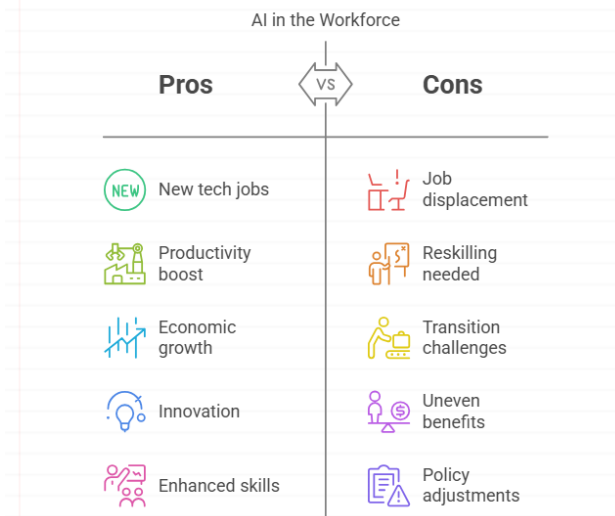 AI in the Workforce
Pros
VS
Cons
NEW
New tech jobs
Job
displacement
Productivity
boost
Reskilling
needed
Economic
growth
Transition
challenges
Innovation
Uneven
benefits
Enhanced skills
Policy
adjustments